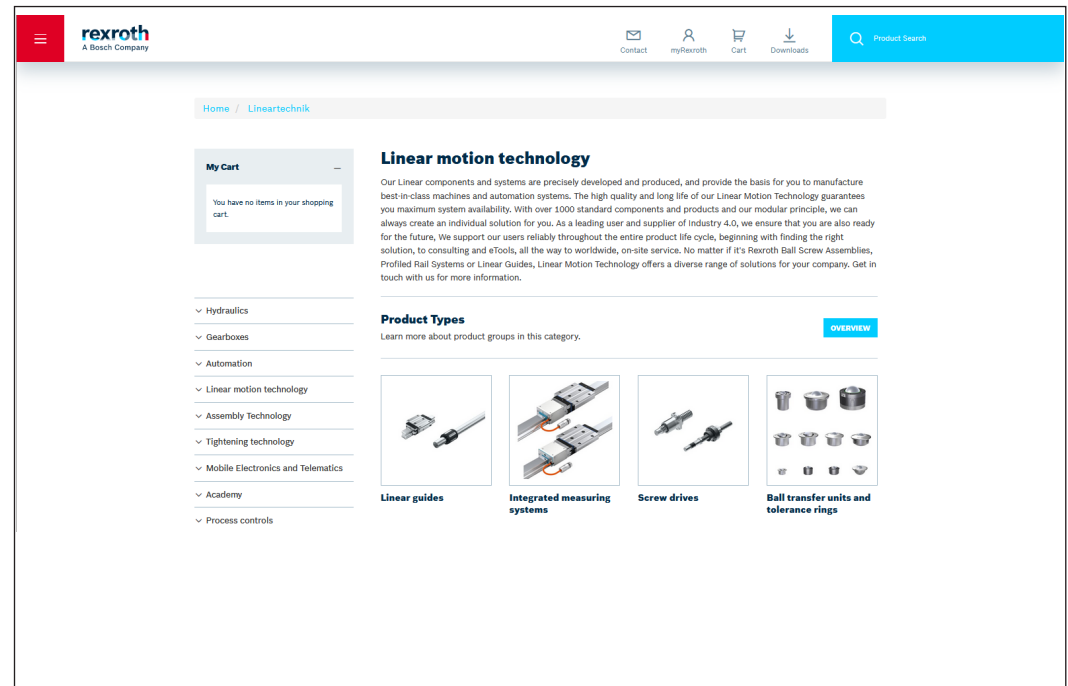 rexroth
A Bosch Company
Contact
myRexroth
Cart
Downloads
Product Search
Home / Lineartechnik
My Cart
You have no items in your shopping
cart.
Hydraulics
Gearboxes
Automation
Linear motion technology
Assembly Technology
Tightening technology
Mobile Electronics and Telematics
Academy
Process controls
Linear motion technology
Our Linear components and systems are precisely developed and produced, and provide the basis for you to manufacture
best-in-class machines and automation systems. The high quality and long life of our Linear Motion Technology guarantees
you maximum system availability. With over 1000 standard components and products and our modular principle, we can
always create an individual solution for you. As a leading user and supplier of Industry 4.0, we ensure that you are also ready
for the future, We support our users reliably throughout the entire product life cycle, beginning with finding the right
solution, to consulting and eTools, all the way to worldwide, on-site service. No matter if it's Rexroth Ball Screw Assemblies,
Profiled Rail Systems or Linear Guides, Linear Motion Technology offers a diverse range of solutions for your company. Get in
touch with us for more information.
Product Types
Learn more about product groups in this category.
OVERVIEW
Linear guides
Integrated measuring
systems
Screw drives
Ball transfer units and
tolerance rings